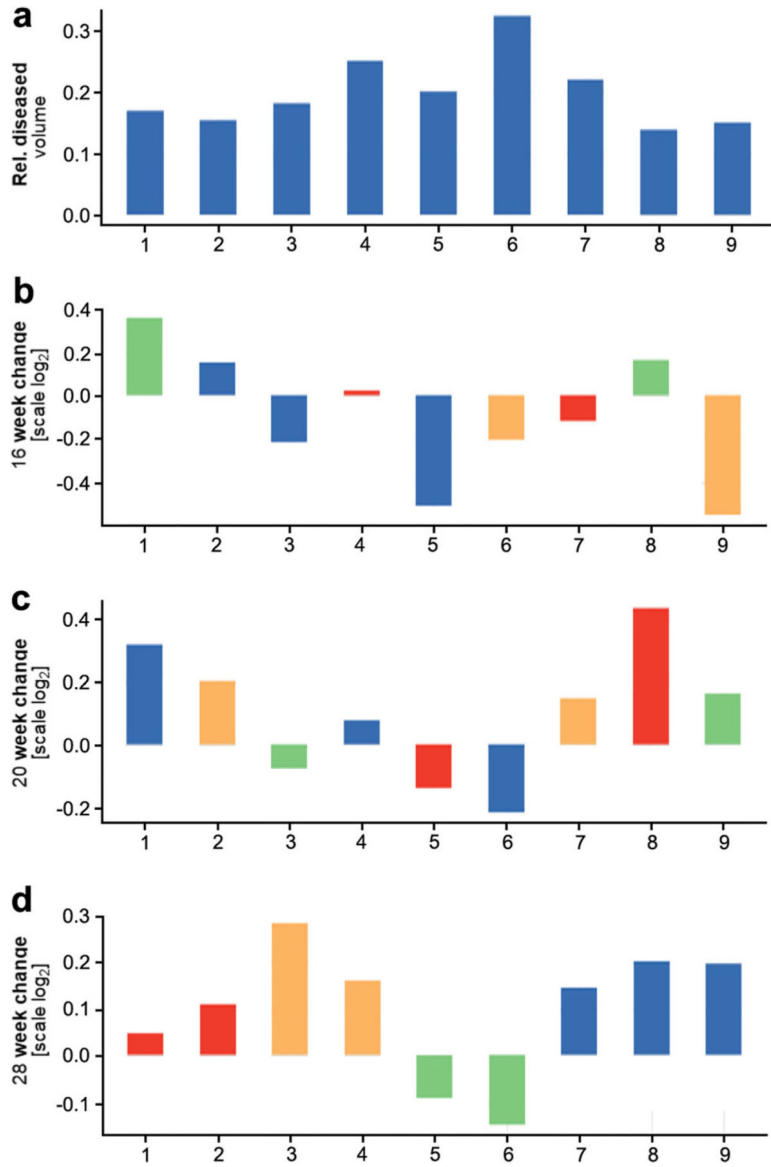 a
Rel. diseased
volume
0.3
0.2
0.1
0.0
1 2 3 4 5 6 7 8 9
b
16 week change
[scale log2]
0.4
0.2
0.0
-0.2
-0.4
1 2 3 4 5 6 7 8 9
c
20 week change
[scale log2]
0.4
0.2
0.0
-0.2
1 2 3 4 5 6 7 8 9
d
28 week change
[scale log2]
0.3
0.2
0.1
0.0
-0.1
1 2 3 4 5 6 7 8 9